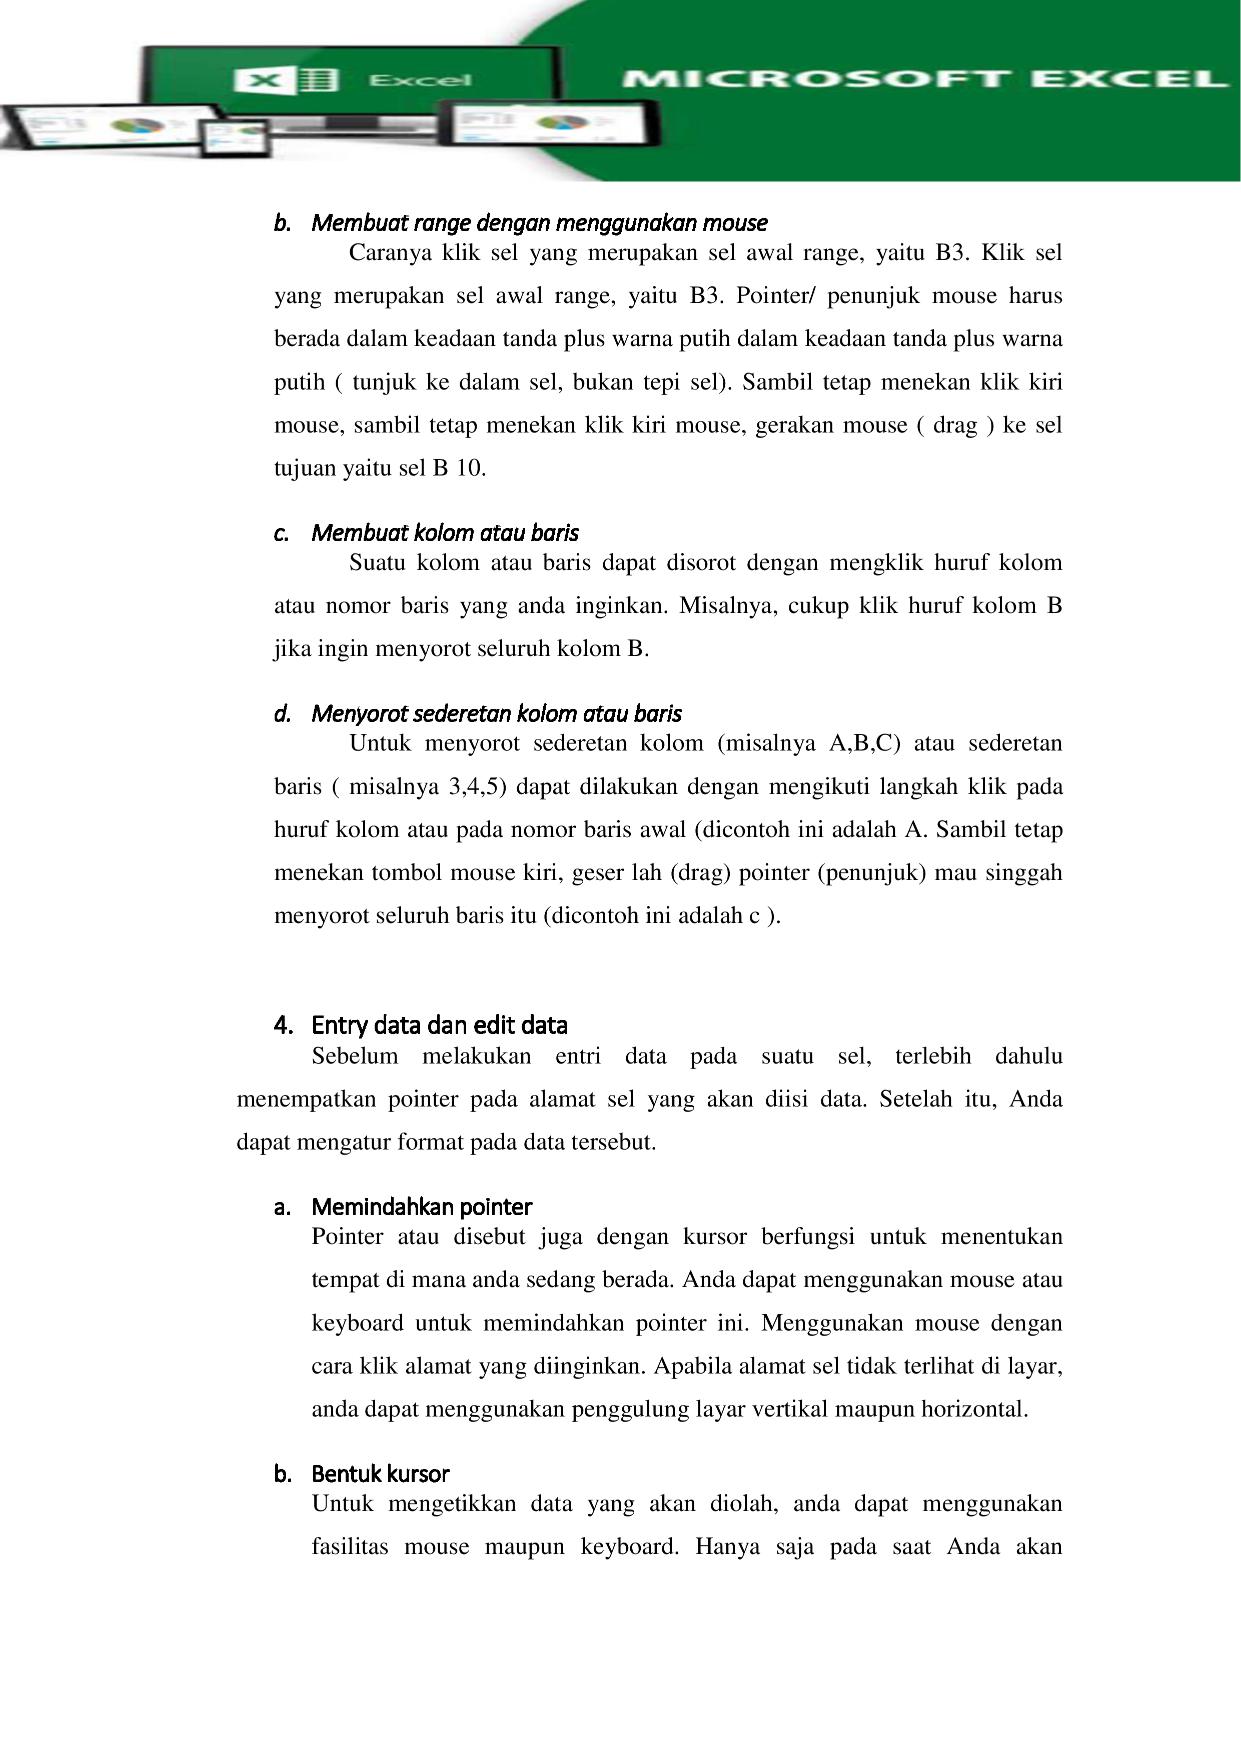 Excel
MICROSOFT EXCEL
b. Membuat range dengan menggunakan mouse
Caranya klik sel yang merupakan sel awal range, yaitu B3. Klik sel
yang merupakan sel awal range, yaitu B3. Pointer/ penunjuk mouse harus
berada dalam keadaan tanda plus warna putih dalam keadaan tanda plus warna
putih ( tunjuk ke dalam sel, bukan tepi sel). Sambil tetap menekan klik kiri
mouse, sambil tetap menekan klik kiri mouse, gerakan mouse ( drag ) ke sel
tujuan yaitu sel B 10.
c. Membuat kolom atau baris
Suatu kolom atau baris dapat disorot dengan mengklik huruf kolom
atau nomor baris yang anda inginkan. Misalnya, cukup klik huruf kolom B
jika ingin menyorot seluruh kolom B.
d. Menyorot sederetan kolom atau baris
Untuk menyorot sederetan kolom (misalnya A,B,C) atau sederetan
baris ( misalnya 3,4,5) dapat dilakukan dengan mengikuti langkah klik pada
huruf kolom atau pada nomor baris awal (dicontoh ini adalah A. Sambil tetap
menekan tombol mouse kiri, geser lah (drag) pointer (penunjuk) mau singgah
menyorot seluruh baris itu (dicontoh ini adalah c ).
4. Entry data dan edit data
Sebelum melakukan entri data pada suatu sel, terlebih dahulu
menempatkan pointer pada alamat sel yang akan diisi data. Setelah itu, Anda
dapat mengatur format pada data tersebut.
a. Memindahkan pointer
Pointer atau disebut juga dengan kursor berfungsi untuk menentukan
tempat di mana anda sedang berada. Anda dapat menggunakan mouse atau
keyboard untuk memindahkan pointer ini. Menggunakan mouse dengan
cara klik alamat yang diinginkan. Apabila alamat sel tidak terlihat di layar,
anda dapat menggunakan penggulung layar vertikal maupun horizontal.
b. Bentuk kursor
Untuk mengetikkan data yang akan diolah, anda dapat menggunakan
fasilitas mouse maupun keyboard. Hanya saja pada saat Anda akan